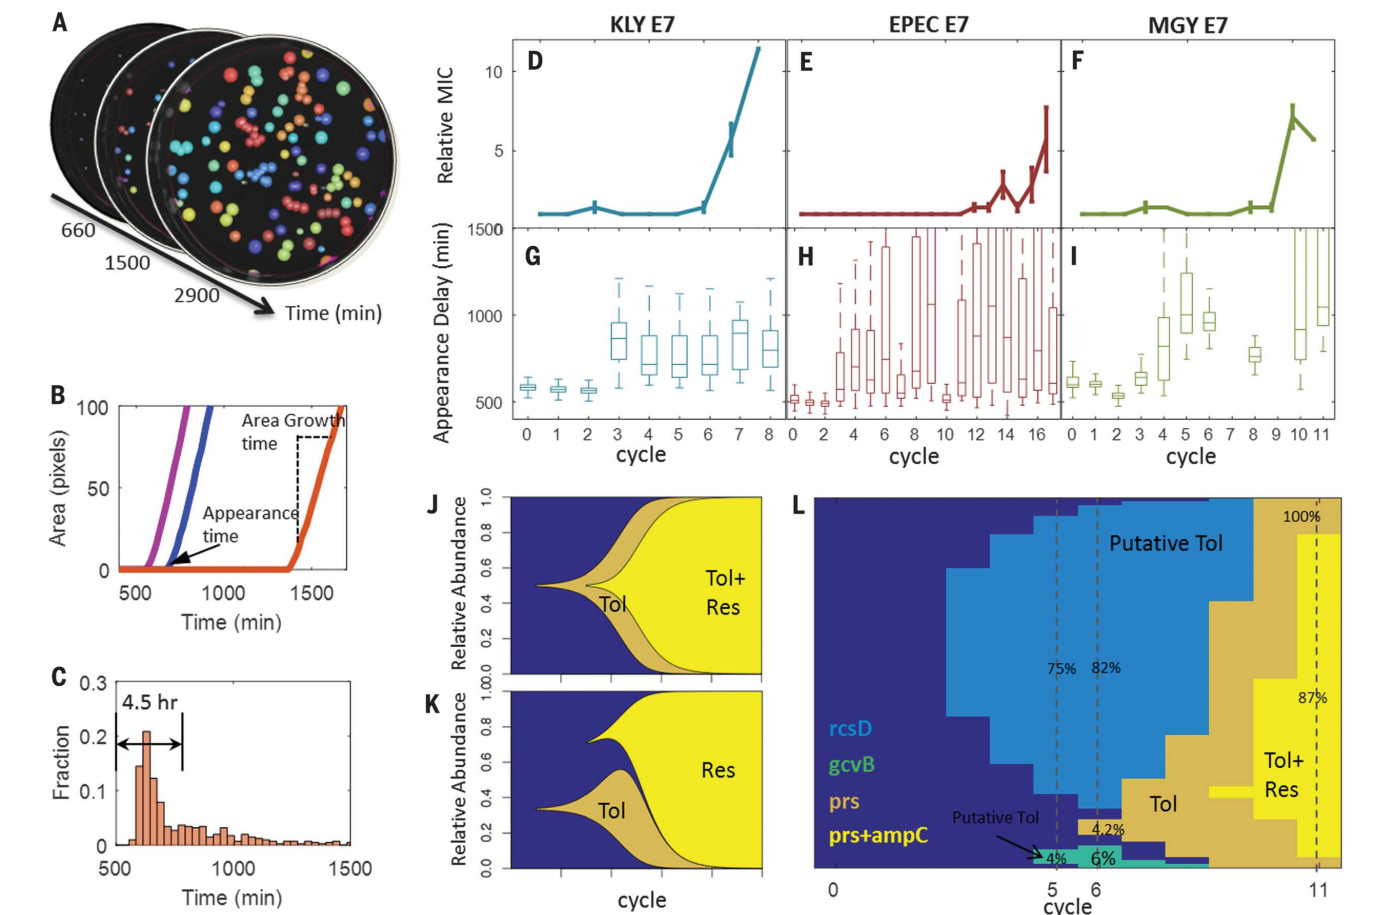 A
660
1500
2900
Time (min)
B
Area (pixels)
100
50
0
Area Growth
time
Appearance
time
500
1000
1500
Time (min)
C
Fraction
0.3
0.2
0.1
0
4.5 hr
500
1000
1500
Time (min)
KLY E7
EPEC E7
MGY E7
Relative MIC
10
5
0
D
E
F
Appearance Delay (min)
1500
1000
500
G
H
I
0 1 2 3 4 5 6 7 8
cycle
0 2 4 6 8 10 12 14 16
cycle
0 1 2 3 4 5 6 7 8 9 10 11
cycle
J
Relative Abundance
1.0
0.8
0.6
0.4
0.2
0.0
Tol
Tol+
Res
K
Relative Abundance
1.0
0.8
0.6
0.4
0.2
0.0
Tol
Res
cycle
L
Putative Tol
100%
75%
82%
87%
rcsD
gcvB
prs
prs+ampC
Putative Tol
4%
6%
4.2%
Tol
Tol+
Res
0
5
6
11
cycle